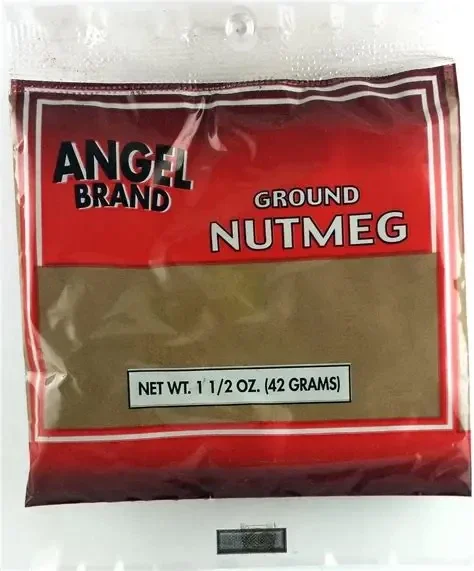 ANGEL
BRAND
GROUND
NUTMEG
NET WT. 1 1/2 OZ. (42 GRAMS)